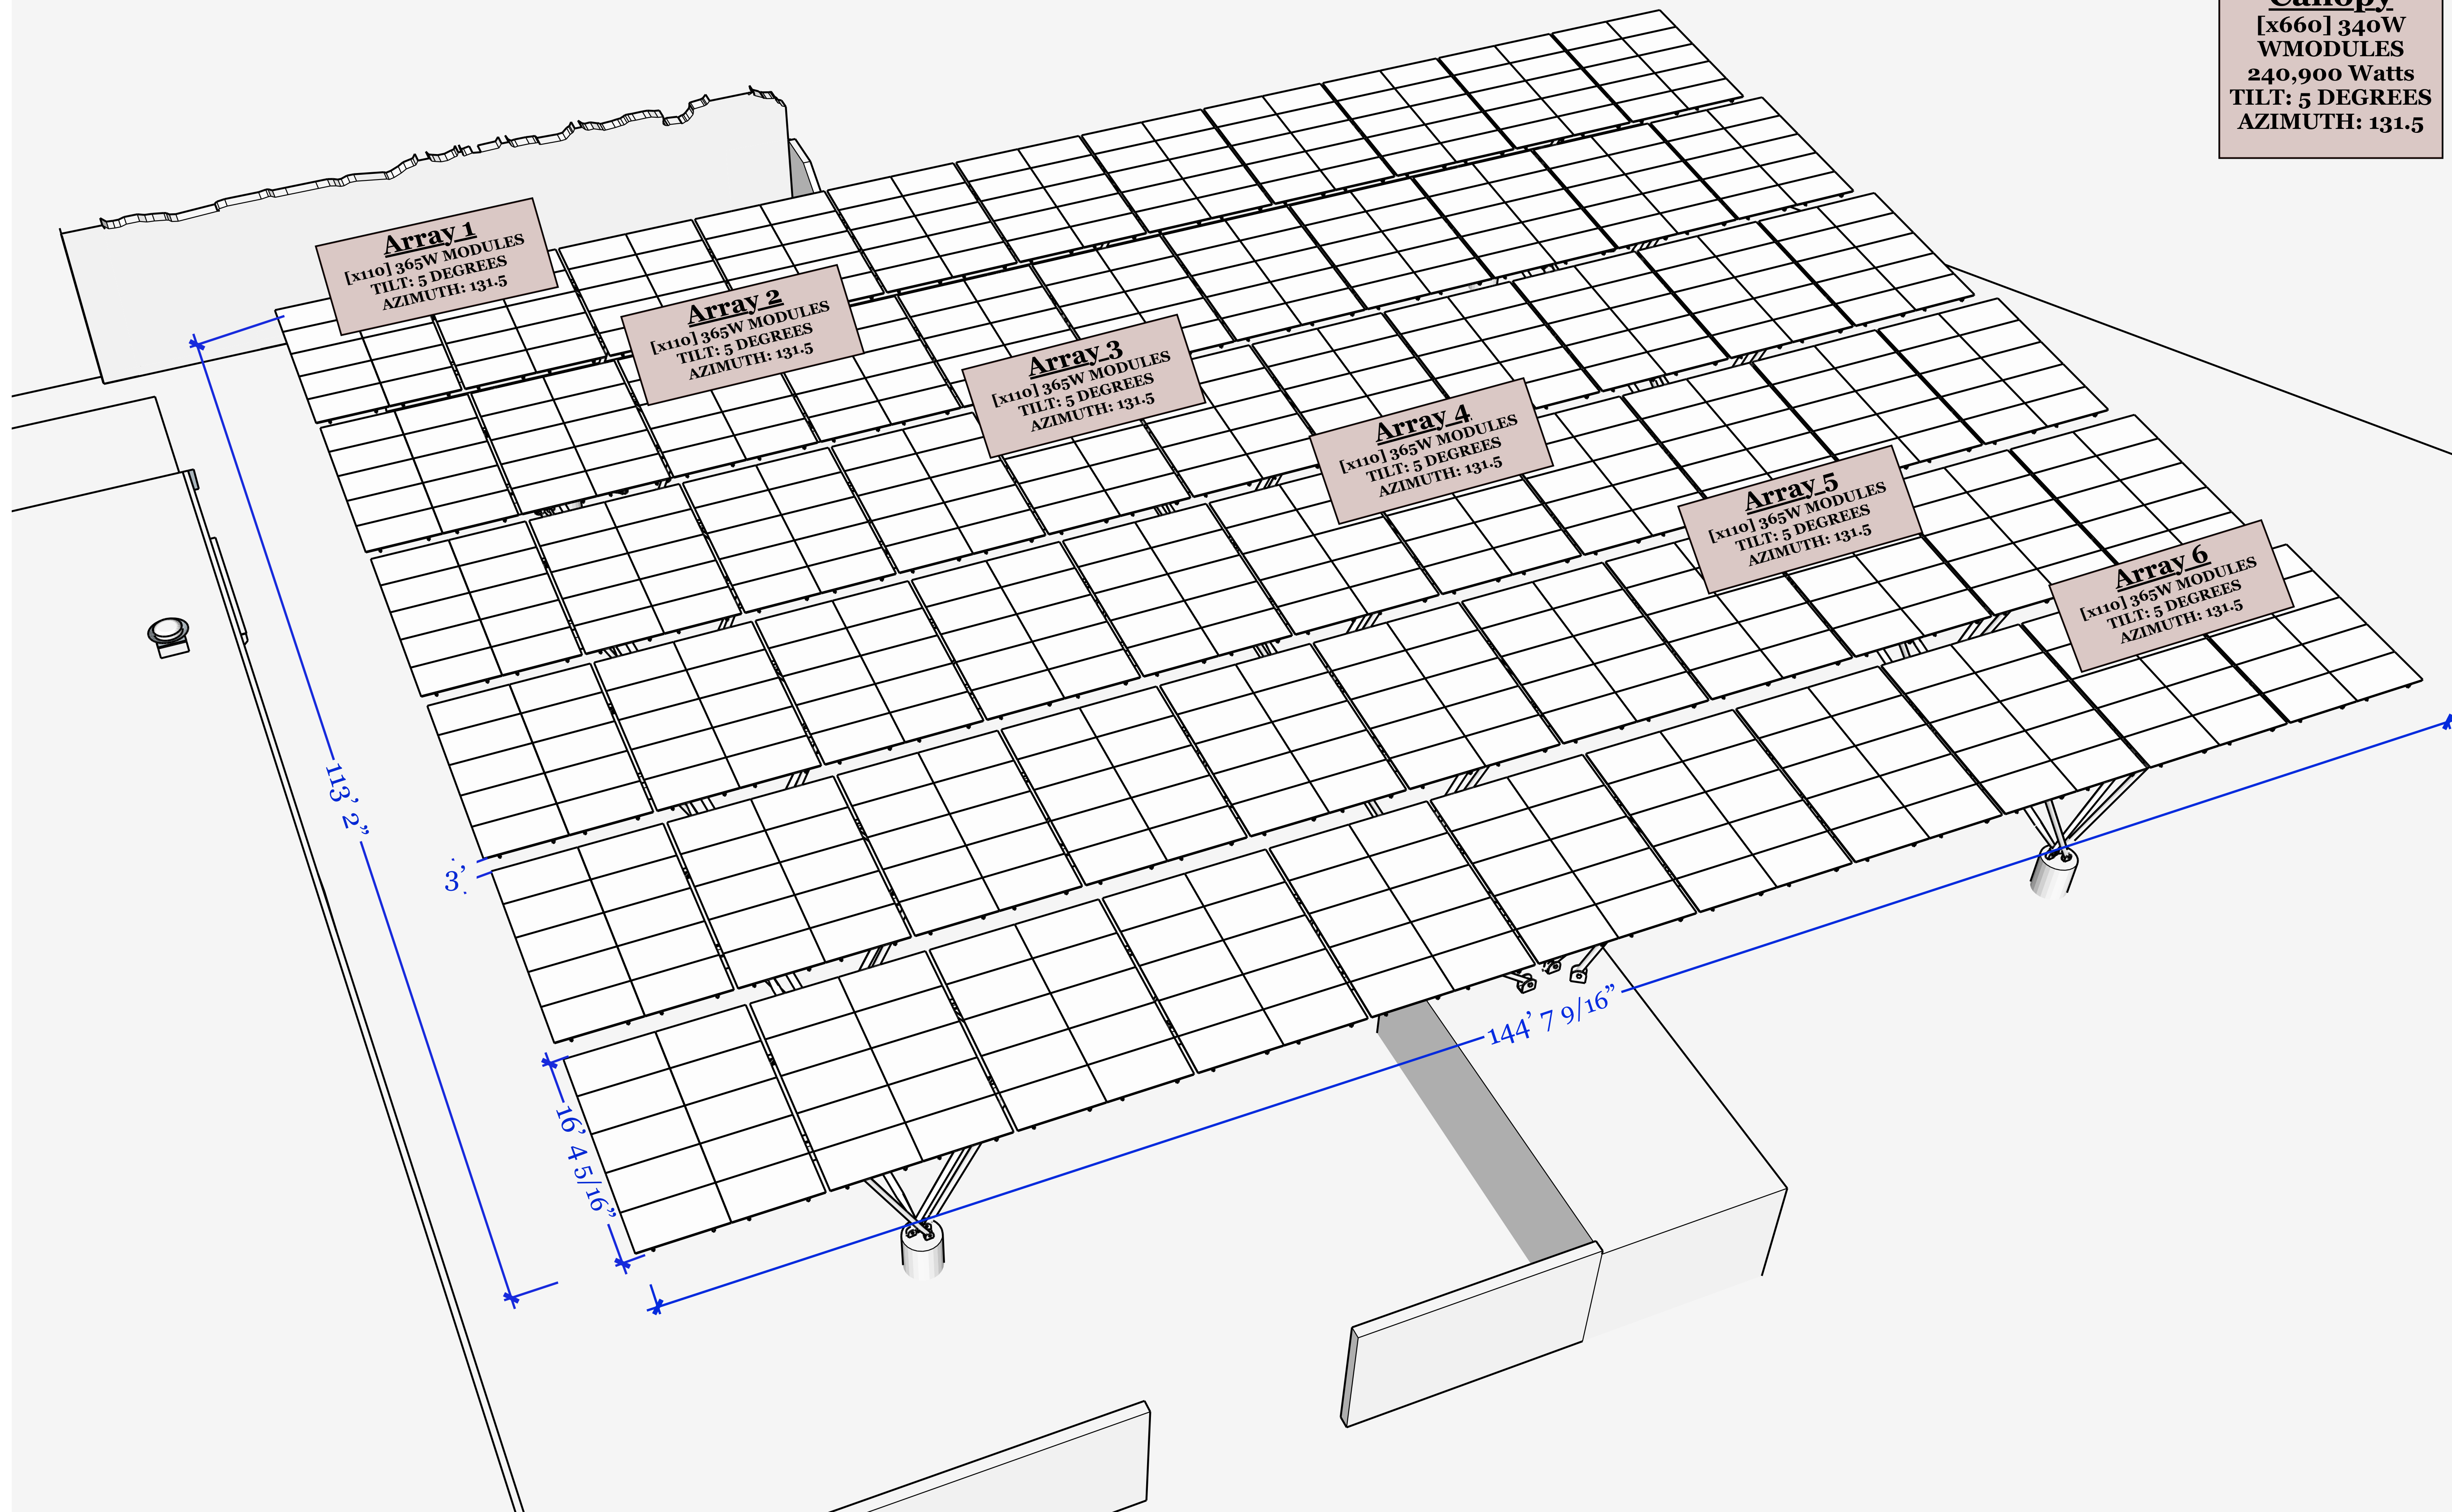 Canopy
[x660] 340W
WMODULES
240,900 Watts
TILT: 5 DEGREES
AZIMUTH: 131.5
Array 1
[x110] 365W MODULES
TILT: 5 DEGREES
AZIMUTH: 131.5
Array 2
[x110] 365W MODULES
TILT: 5 DEGREES
AZIMUTH: 131.5
Array 3
[x110] 365W MODULES
TILT: 5 DEGREES
AZIMUTH: 131.5
Array 4
[x110] 365W MODULES
TILT: 5 DEGREES
AZIMUTH: 131.5
Array 5
[x110] 365W MODULES
TILT: 5 DEGREES
AZIMUTH: 131.5
Array 6
[x110] 365W MODULES
TILT: 5 DEGREES
AZIMUTH: 131.5
113' 2"
3'
16' 4 5/16"
144' 7 9/16"